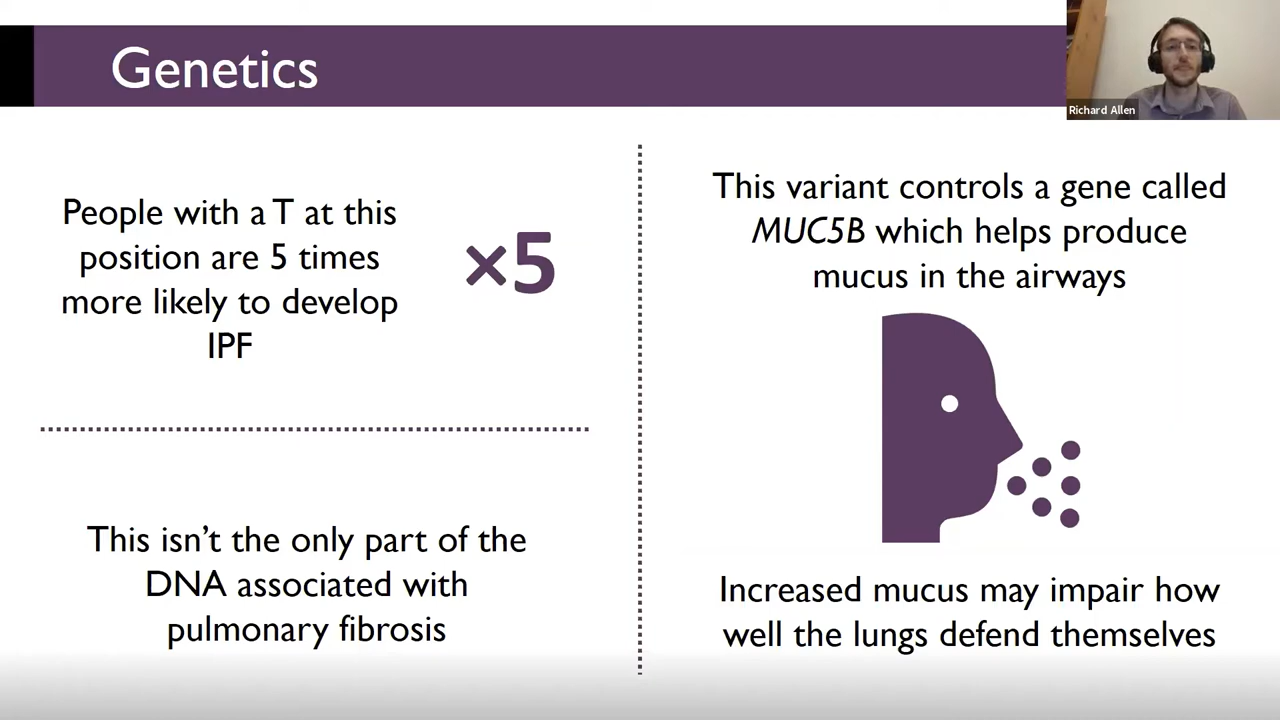 Genetics
Richard Allen
People with a T at this
position are 5 times
more likely to develop
IPF
×5
This isn’t the only part of the
DNA associated with
pulmonary fibrosis
This variant controls a gene called
MUC5B which helps produce
mucus in the airways
Increased mucus may impair how
well the lungs defend themselves